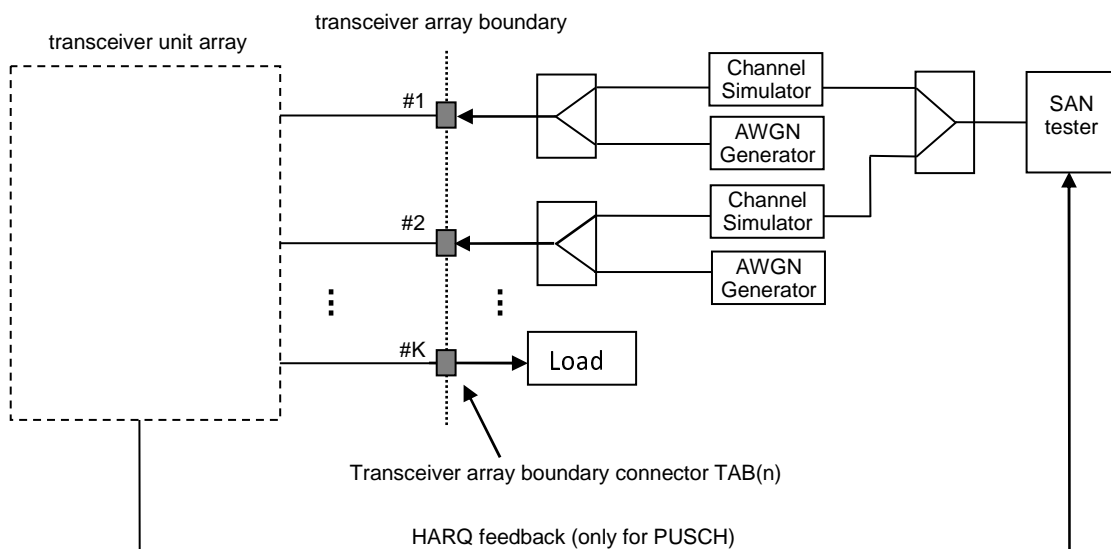 transceiver array boundary
transceiver unit array
#1
Channel
Simulator
AWGN
Generator
SAN
tester
#2
Channel
Simulator
AWGN
Generator
...
...
#K
Load
Transceiver array boundary connector TAB(n)
HARQ feedback (only for PUSCH)